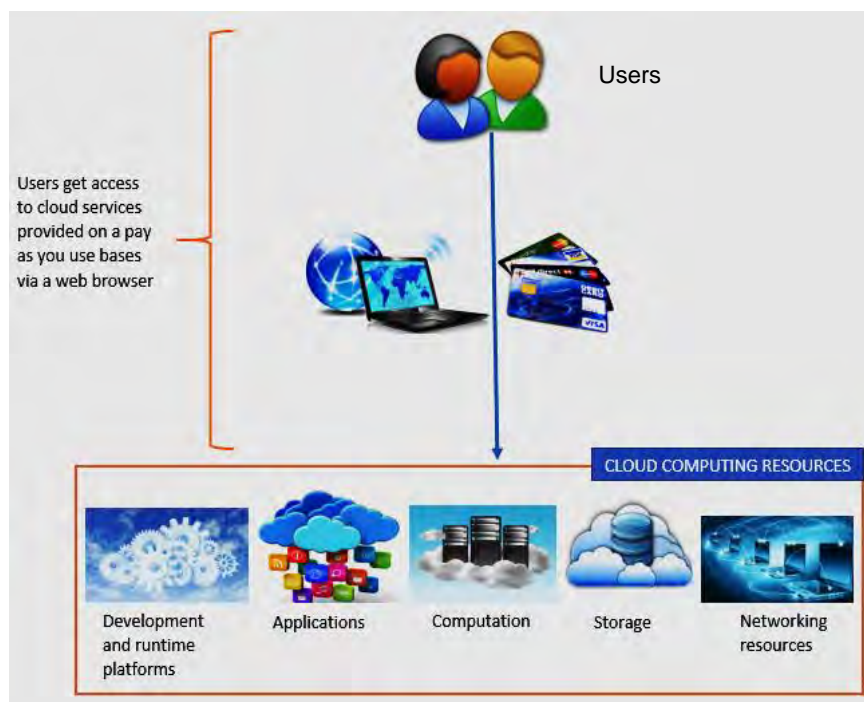 Users
Users get access
to cloud services
provided on a pay
as you use bases
via a web browser
VISA
CLOUD COMPUTING RESOURCES
Development
and runtime
platforms
Applications
Computation
Storage
Networking
resources